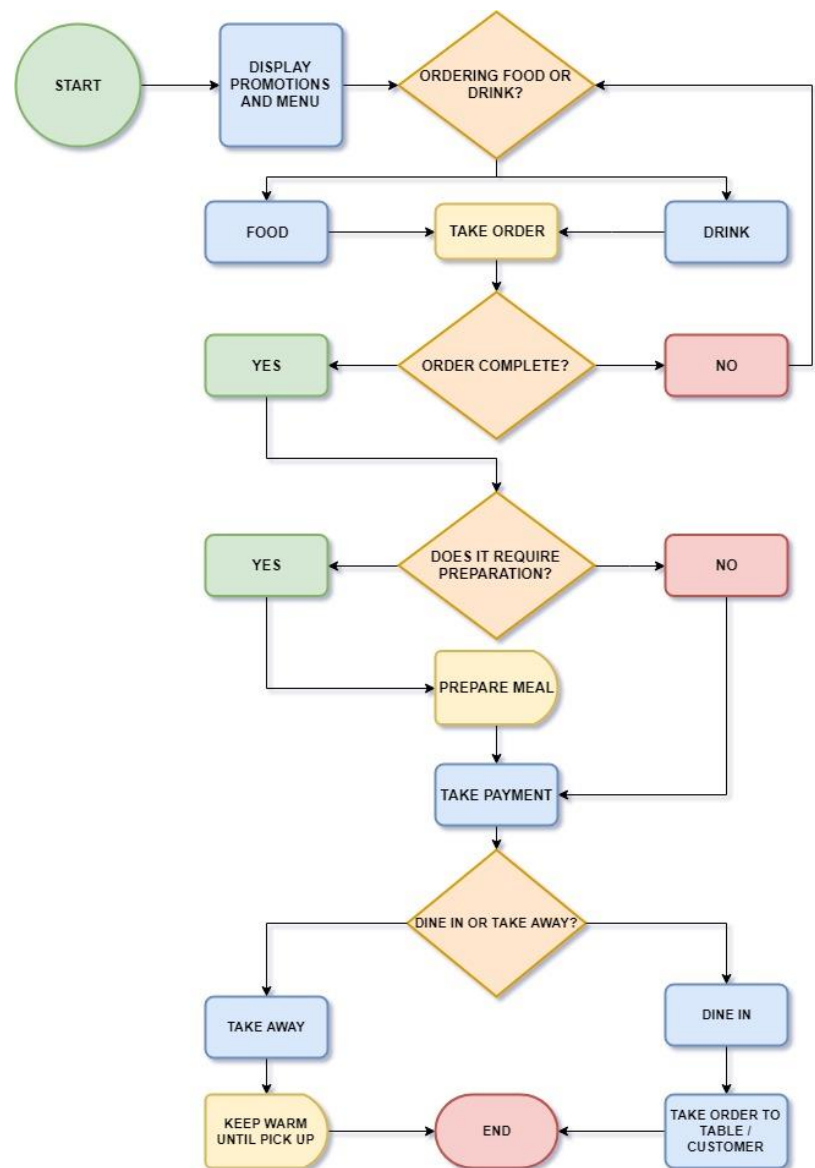 START
DISPLAY
PROMOTIONS
AND MENU
ORDERING FOOD OR
DRINK?
FOOD
TAKE ORDER
DRINK
YES
ORDER COMPLETE?
NO
YES
DOES IT REQUIRE
PREPARATION?
NO
PREPARE MEAL
TAKE PAYMENT
DINE IN OR TAKE AWAY?
TAKE AWAY
DINE IN
KEEP WARM
UNTIL PICK UP
END
TAKE ORDER TO
TABLE /
CUSTOMER